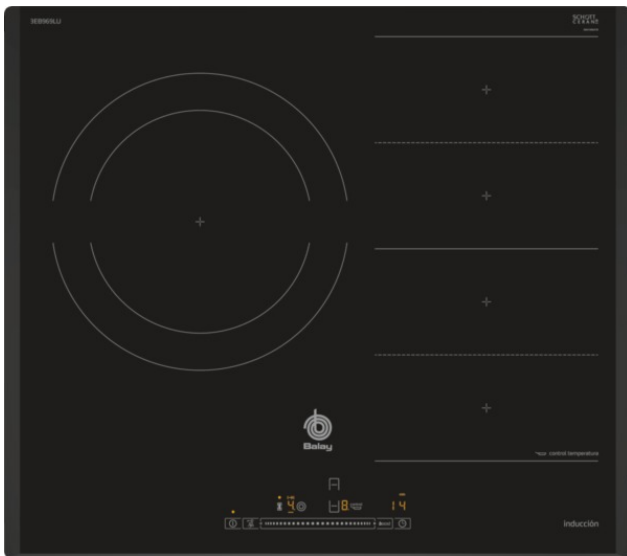 3EB969LU
SCHOTT
CERAN®
Balay
control temperatura
4
8.
14
inducción